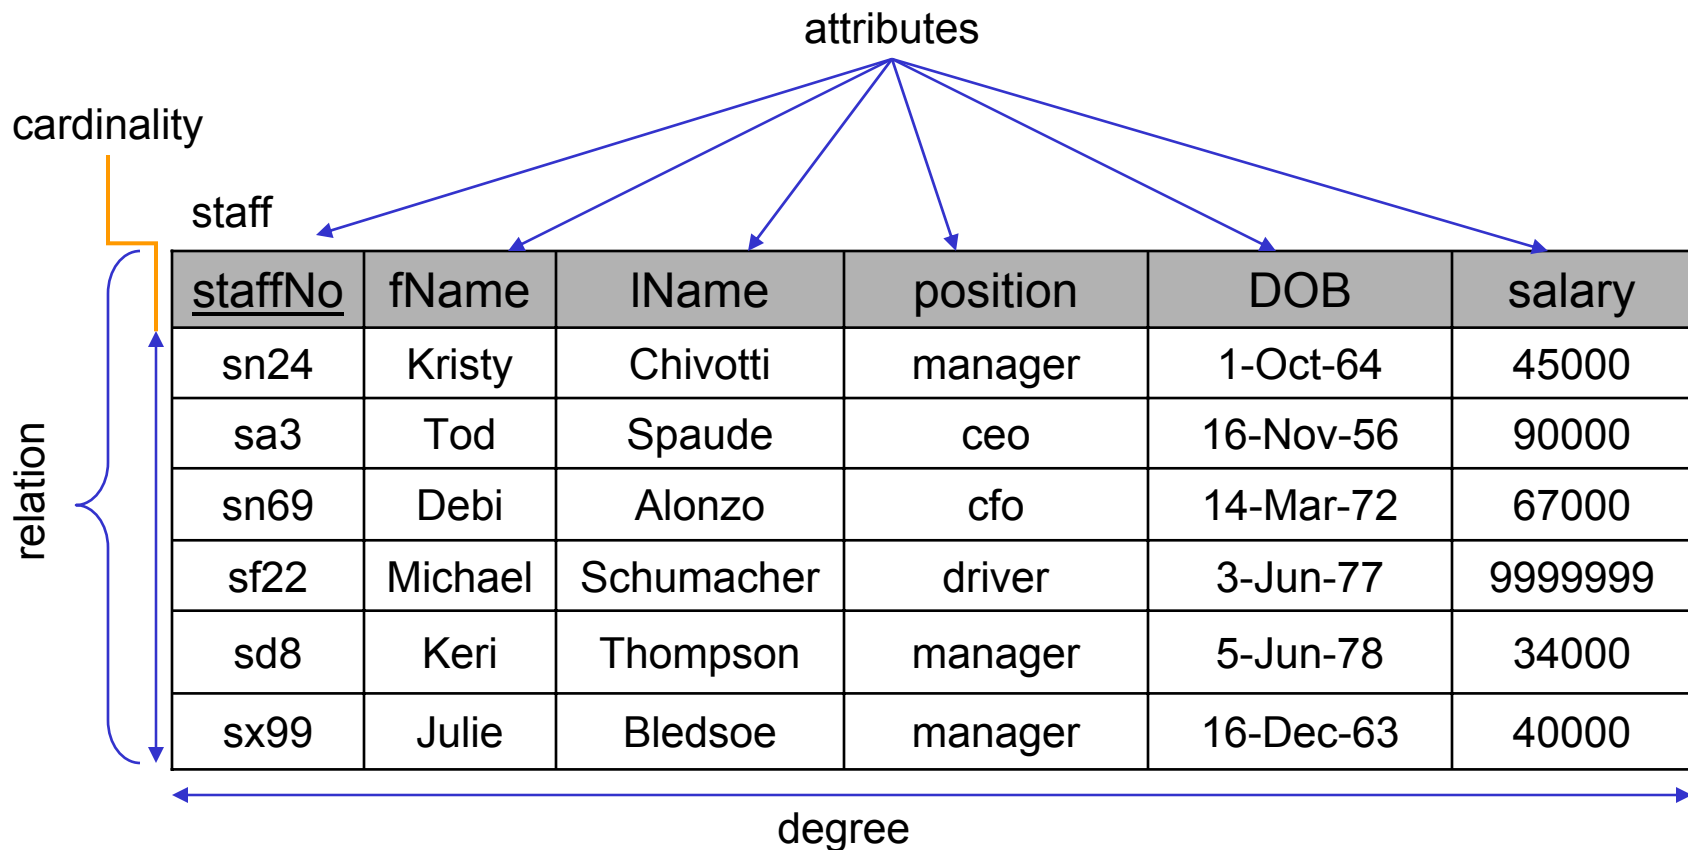 attributes
cardinality
staff
staffNo fName lName position DOB salary
sn24 Kristy Chivotti manager 1-Oct-64 45000
sa3 Tod Spaude ceo 16-Nov-56 90000
sn69 Debi Alonzo cfo 14-Mar-72 67000
sf22 Michael Schumacher driver 3-Jun-77 9999999
sd8 Keri Thompson manager 5-Jun-78 34000
sx99 Julie Bledsoe manager 16-Dec-63 40000
relation
degree